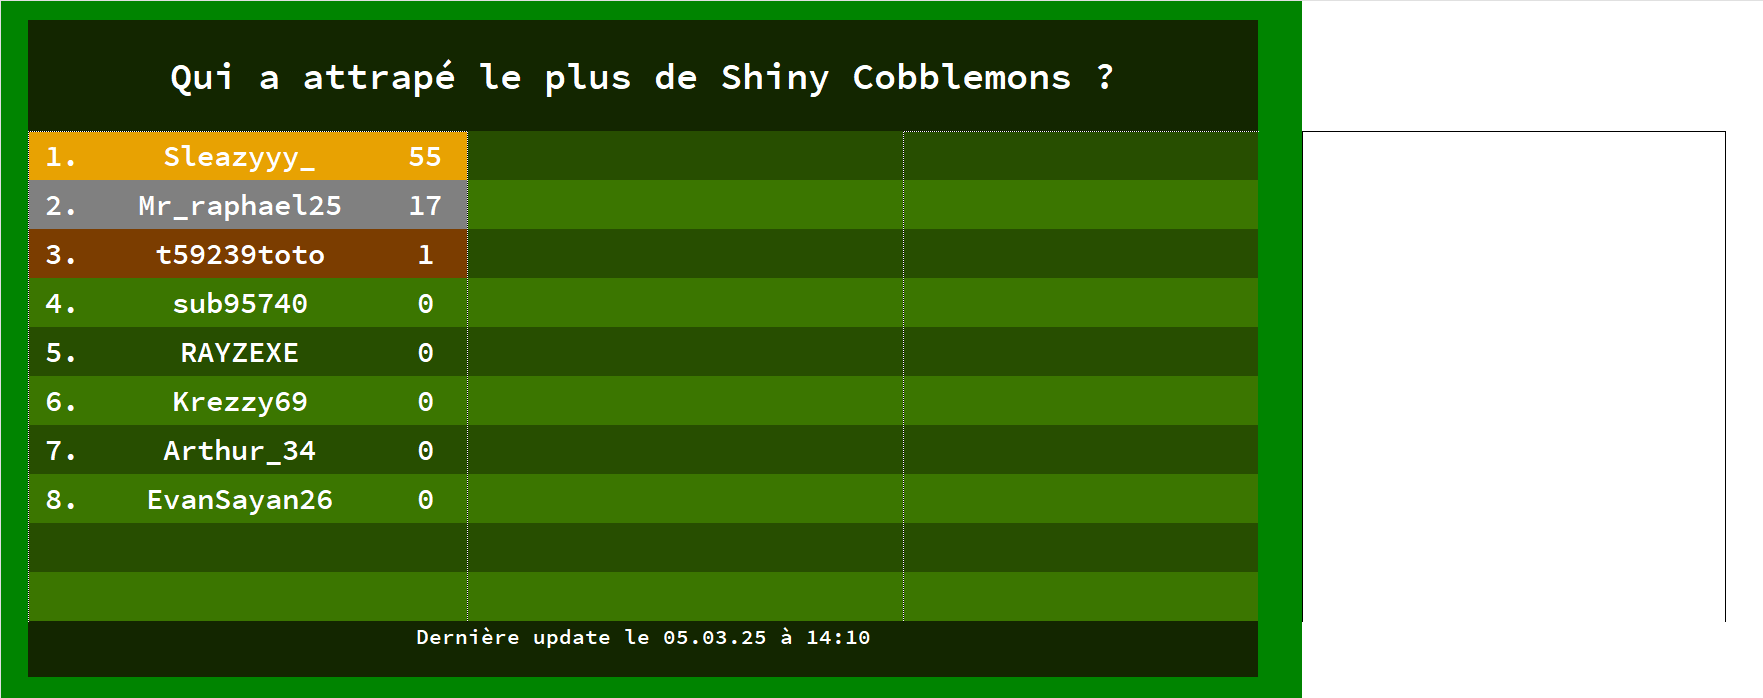 Qui a attrapé le plus de Shiny Cobblemons ?
1. Sleazyyy_ 55
2. Mr_raphael25 17
3. t59239toto 1
4. sub95740 0
5. RAYZEXE 0
6. Krezzy69 0
7. Arthur_34 0
8. EvanSayan26 0
Dernière update le 05.03.25 à 14:10